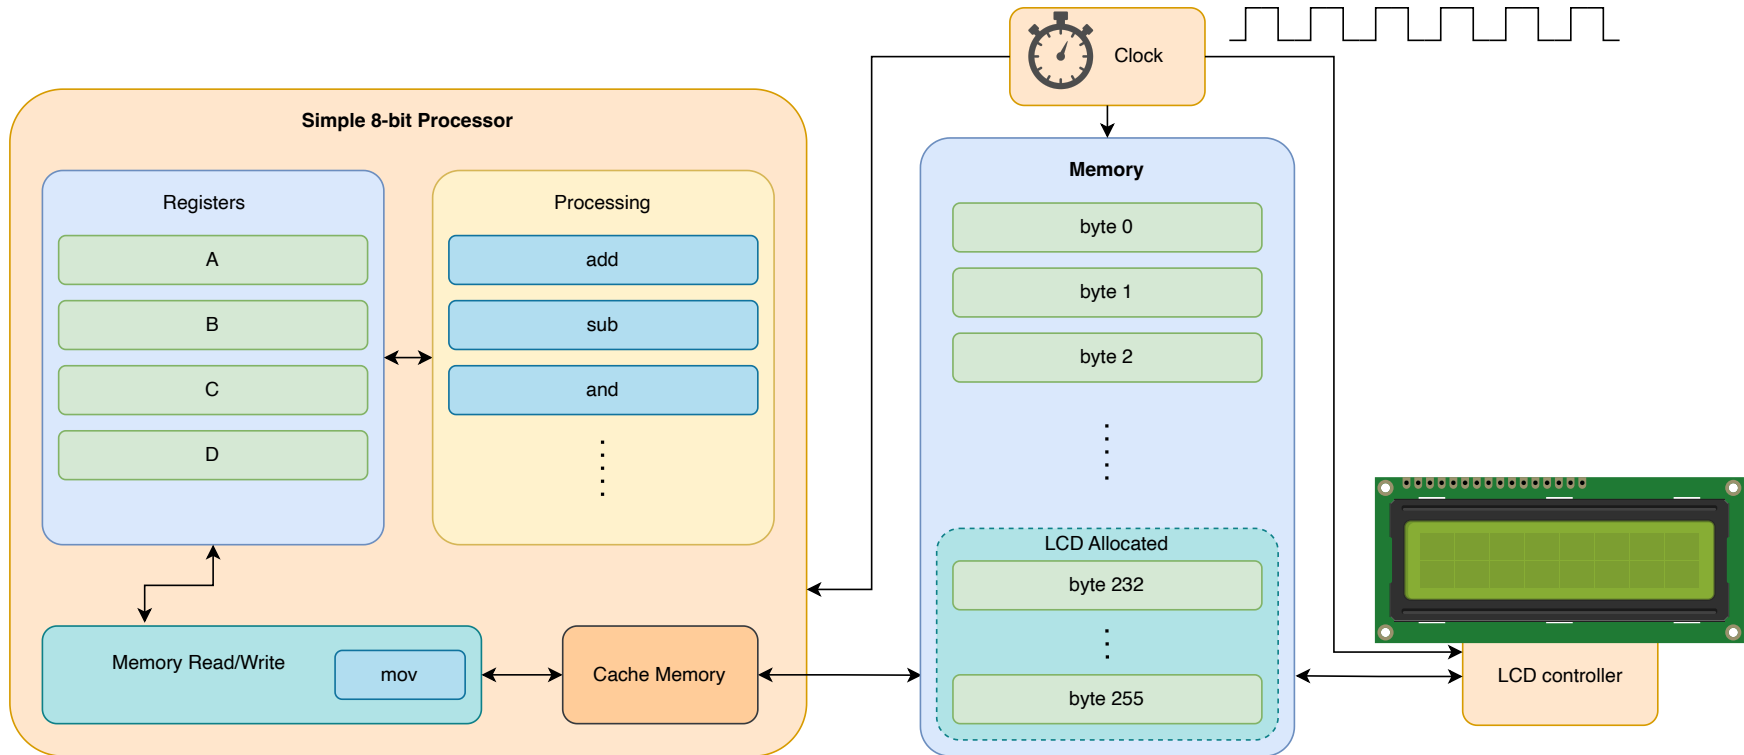 Clock
Simple 8-bit Processor
Registers
A
B
C
D
Processing
add
sub
and
Memory Read/Write
mov
Cache Memory
Memory
byte 0
byte 1
byte 2
LCD Allocated
byte 232
byte 255
LCD controller